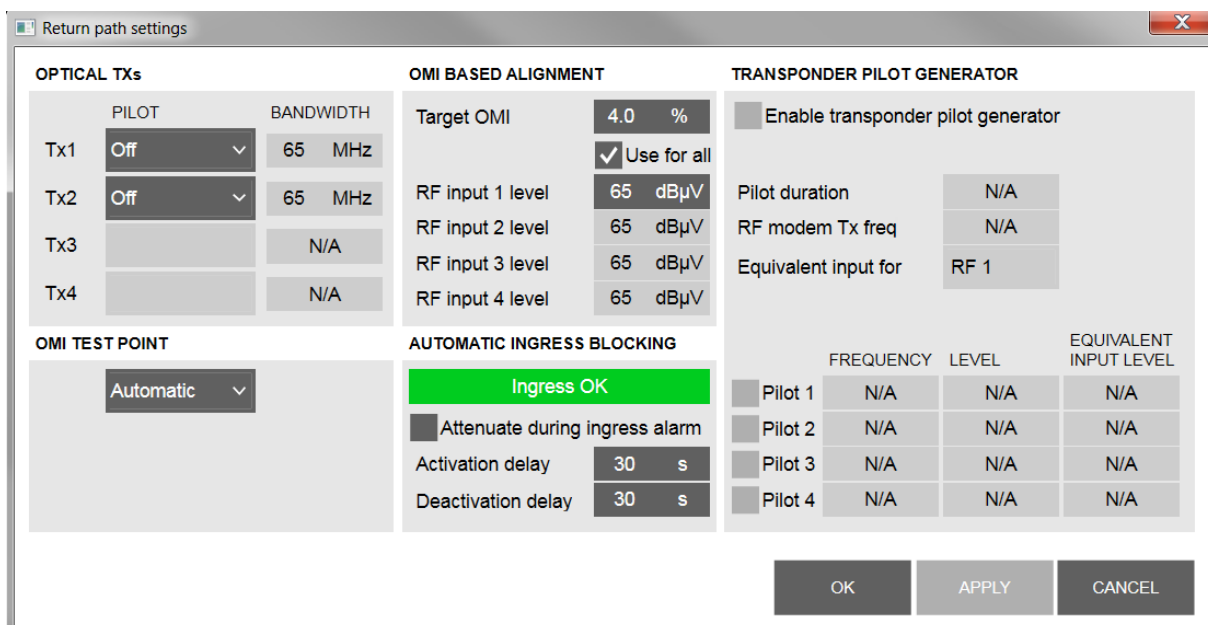 Return path settings
OPTICAL TXs
PILOT BANDWIDTH
Tx1 Off 65 MHz
Tx2 Off 65 MHz
Tx3 N/A
Tx4 N/A
OMI TEST POINT
Automatic
OMI BASED ALIGNMENT
Target OMI 4.0 %
Use for all
RF input 1 level 65 dBµV
RF input 2 level 65 dBµV
RF input 3 level 65 dBµV
RF input 4 level 65 dBµV
AUTOMATIC INGRESS BLOCKING
Ingress OK
Attenuate during ingress alarm
Activation delay 30 s
Deactivation delay 30 s
TRANSPONDER PILOT GENERATOR
Enable transponder pilot generator
Pilot duration N/A
RF modem Tx freq N/A
Equivalent input for RF 1
FREQUENCY LEVEL EQUIVALENT
INPUT LEVEL
Pilot 1 N/A N/A N/A
Pilot 2 N/A N/A N/A
Pilot 3 N/A N/A N/A
Pilot 4 N/A N/A N/A
OK APPLY CANCEL